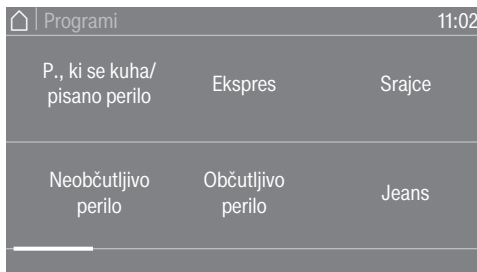 Programi 11:02
P., ki se kuha/
pisano perilo
Ekspres
Srajce
Neobčutljivo
perilo
Občutljivo
perilo
Jeans